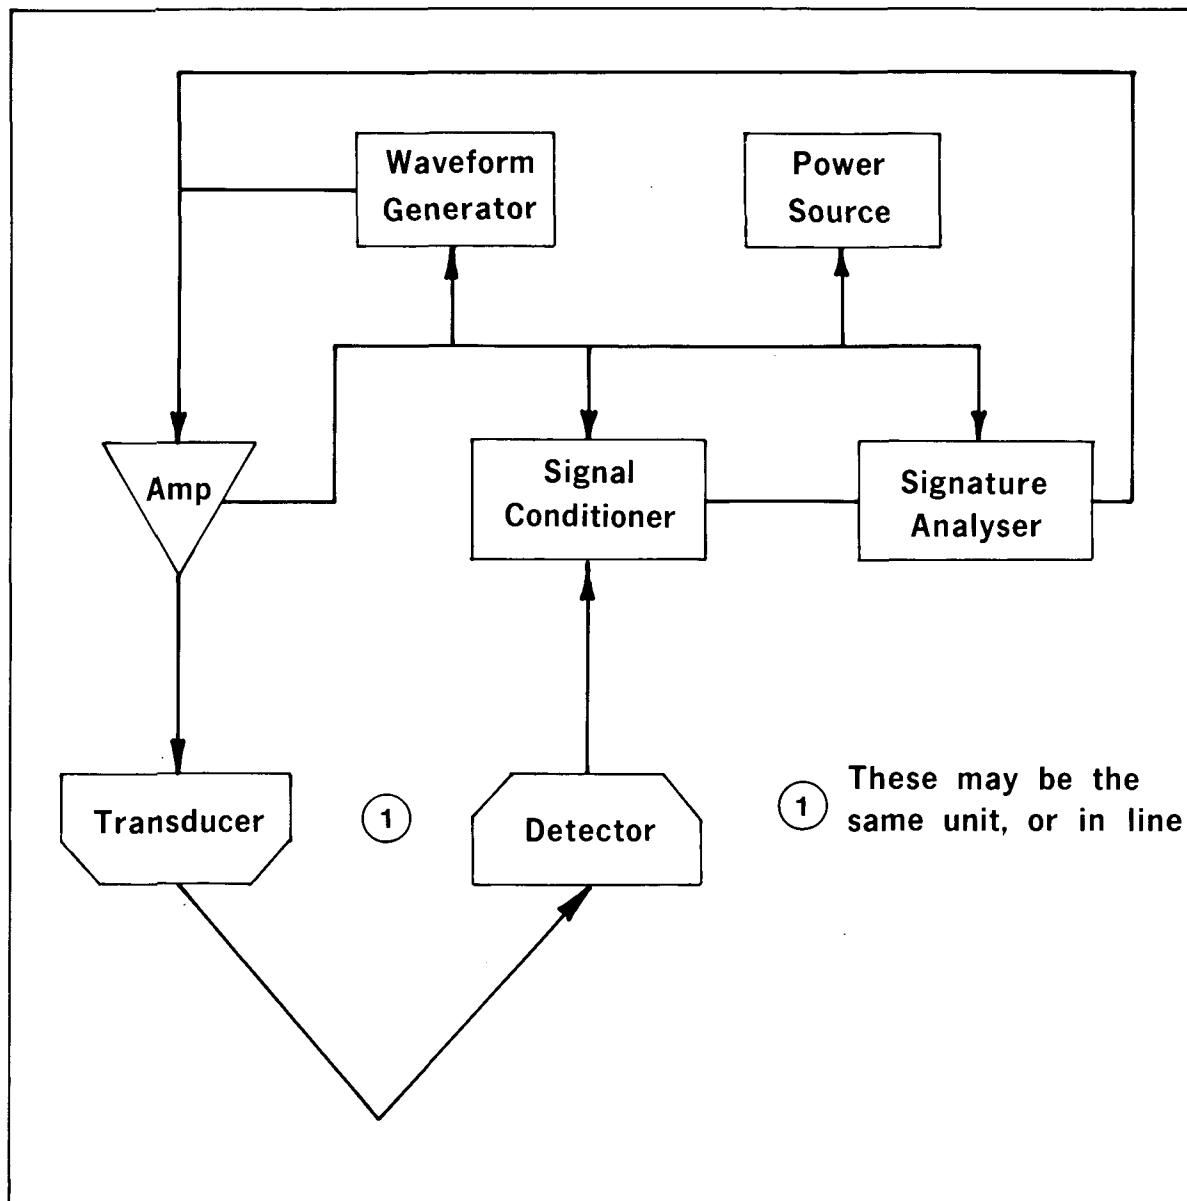 Waveform
Generator
Power
Source
Amp
Signal
Conditioner
Signature
Analyser
Transducer
1
Detector
1
These may be the
same unit, or in line